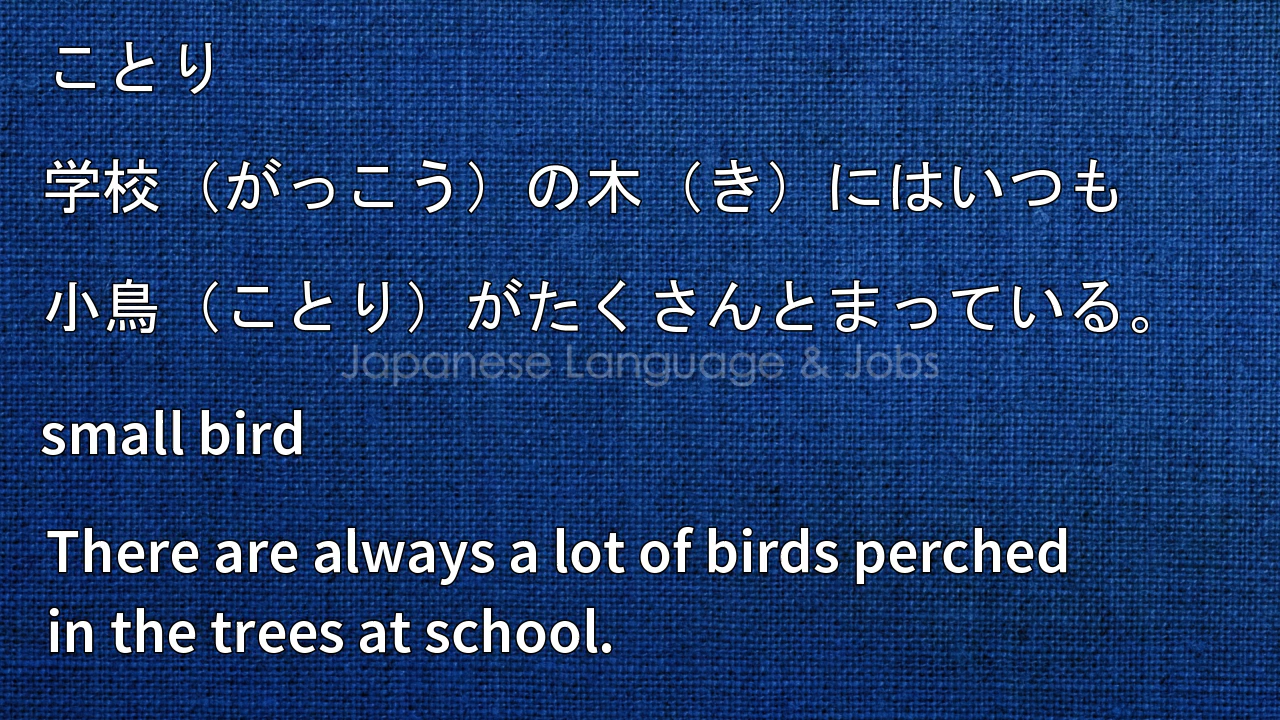 ことり
学校（がっこう）の木（き）にはいつも
小鳥（ことり）がたくさんとまっている。
Japanese Language & Jobs
small bird
There are always a lot of birds perched
in the trees at school.